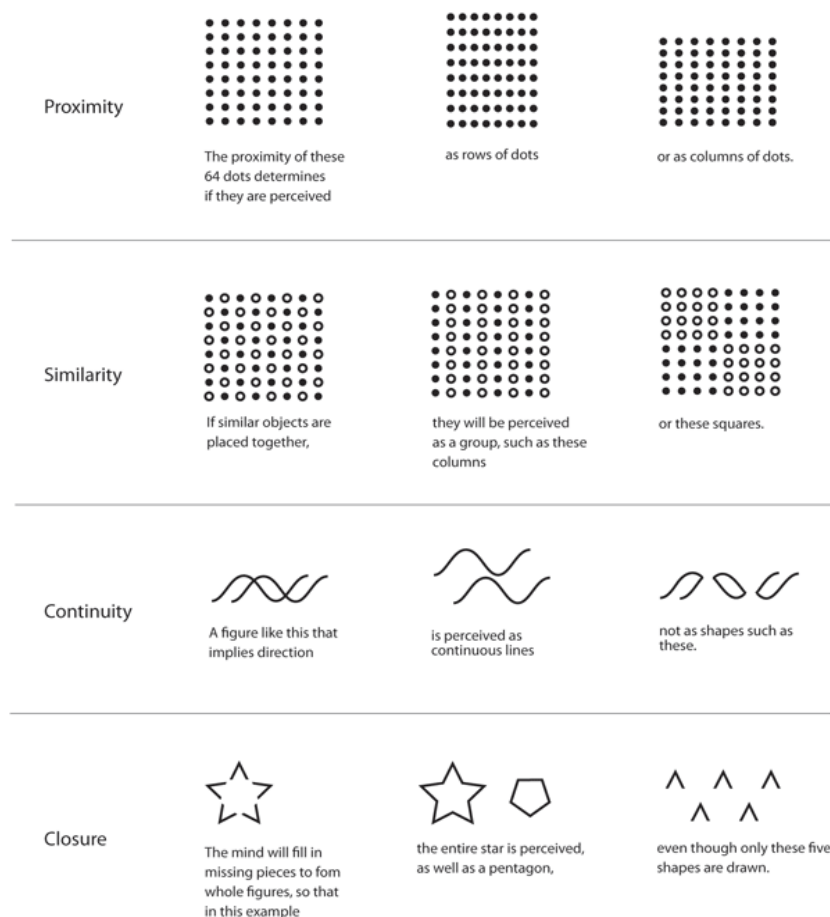 Proximity
The proximity of these
64 dots determines
if they are perceived
as rows of dots
or as columns of dots.
Similarity
If similar objects are
placed together,
they will be perceived
as a group, such as these
columns
or these squares.
Continuity
A figure like this that
implies direction
is perceived as
continuous lines
not as shapes such as
these.
Closure
The mind will fill in
missing pieces to fom
whole figures, so that
in this example
the entire star is perceived,
as well as a pentagon,
even though only these five
shapes are drawn.